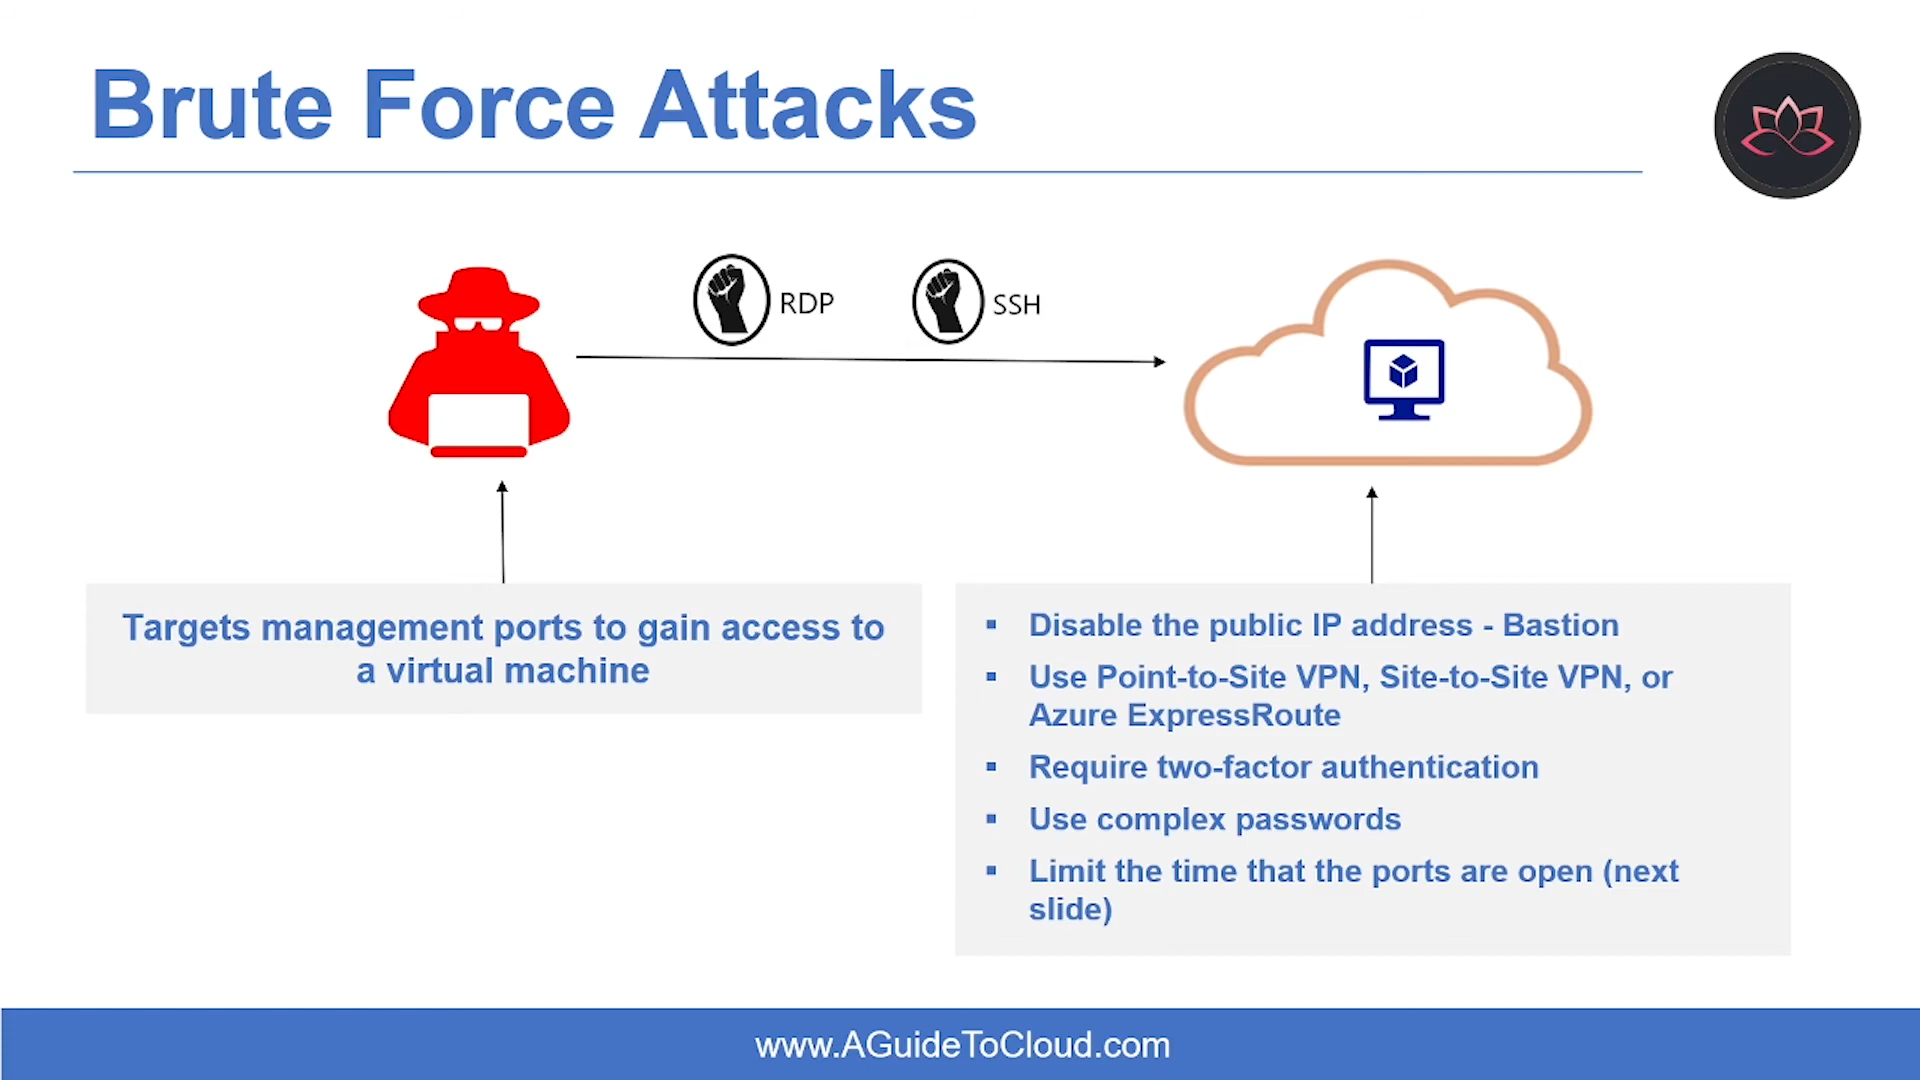 Brute Force Attacks
RDP
SSH
Targets management ports to gain access to
a virtual machine
▪ Disable the public IP address - Bastion
▪ Use Point-to-Site VPN, Site-to-Site VPN, or
Azure ExpressRoute
▪ Require two-factor authentication
▪ Use complex passwords
▪ Limit the time that the ports are open (next
slide)
www.AGuideToCloud.com